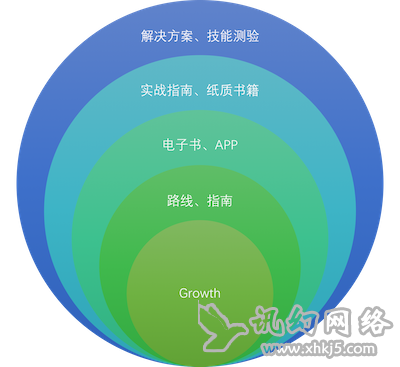 解决方案、技能测验
实战指南、纸质书籍
电子书、APP
路线、指南
Growth
讯幻网络
www.xhkj5.com